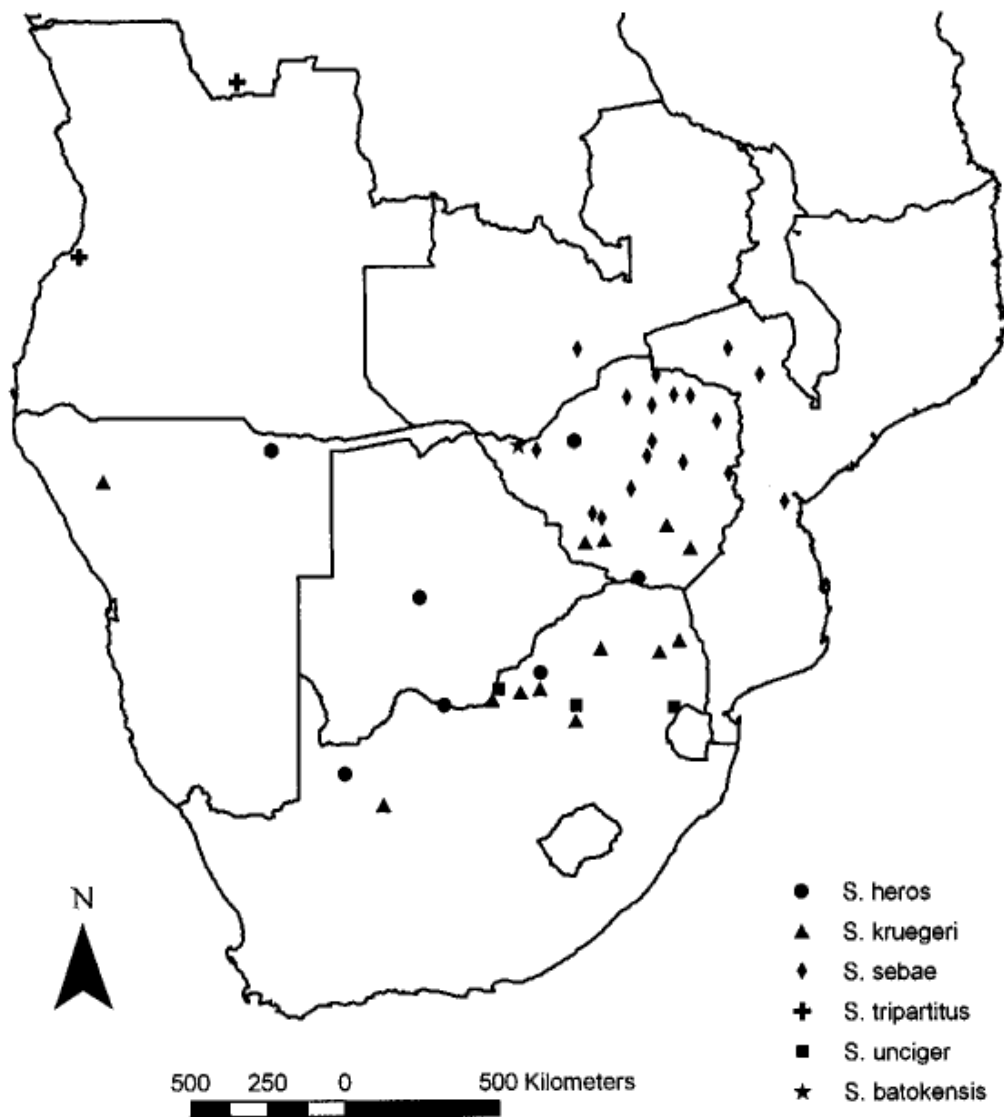 N
S. heros
S. kruegeri
S. sebae
S. tripartitus
S. unciger
S. batokensis
500 250 0 500 Kilometers